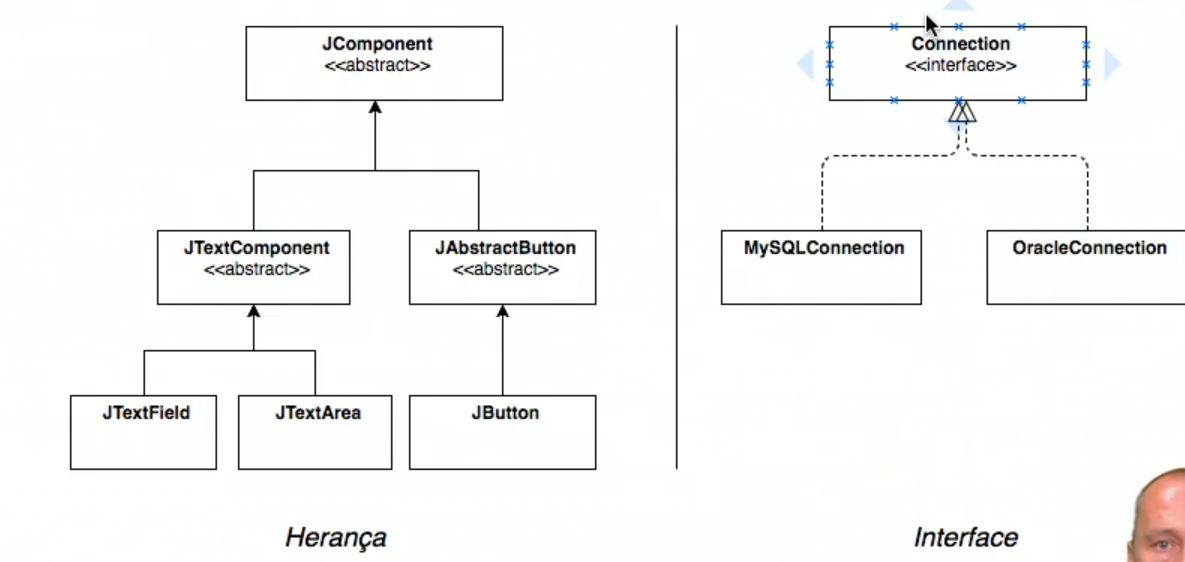 JComponent
<<abstract>>
JTextComponent
<<abstract>>
JAbstractButton
<<abstract>>
JTextField
JTextArea
JButton
Herança
Connection
<<interface>>
MySQLConnection
OracleConnection
Interface